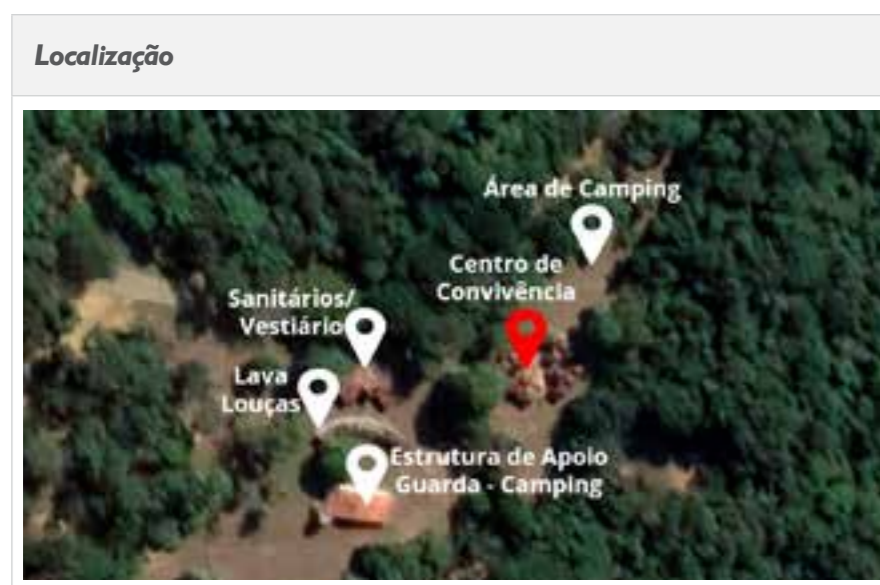 Localização
Área de Camping
Centro de
Convivência
Sanitários/
Vestiário
Lava
Louças
Estrutura de Apoio
Guarda - Camping